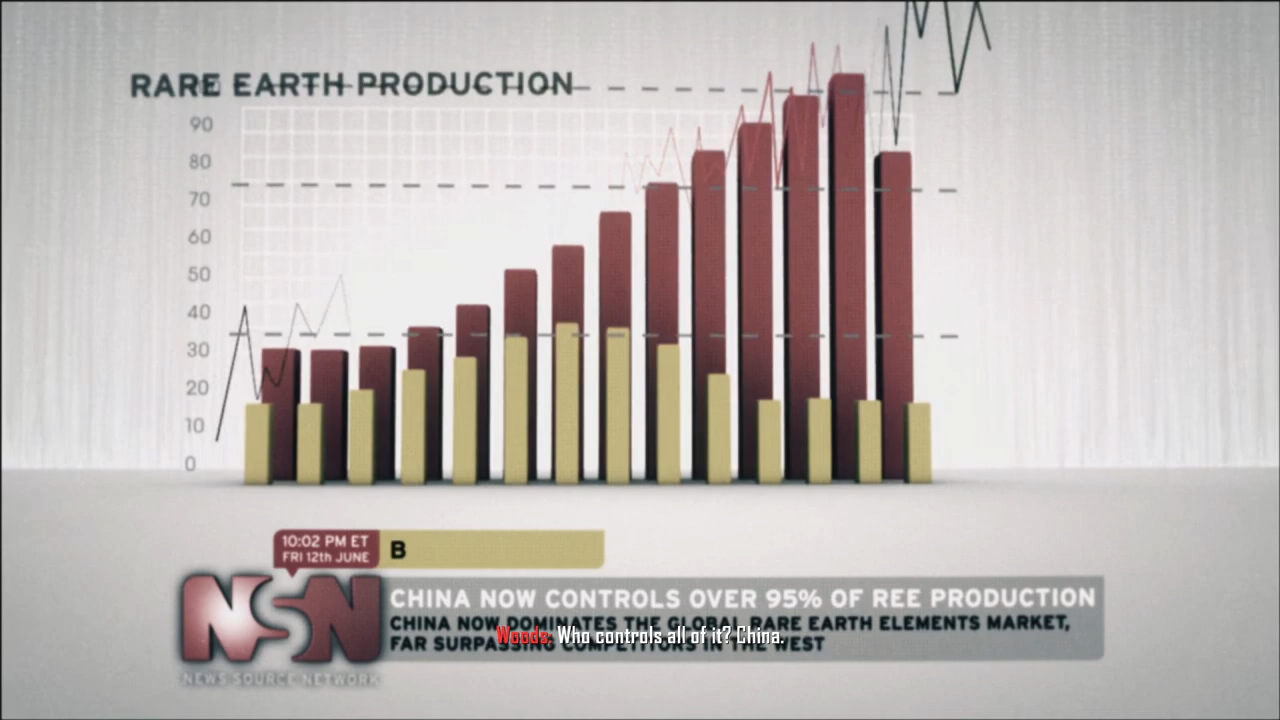 RARE EARTH PRODUCTION
90
80
70
60
50
40
30
20
10
0
10:02 PM ET
FRI 12th JUNE
B
NSN
NEWS SOURCE NETWORK
CHINA NOW CONTROLS OVER 95% OF REE PRODUCTION
CHINA NOW DOMINATES THE GLOBAL RARE EARTH ELEMENTS MARKET,
FAR SURPASSING COMPETITORS IN THE WEST
Woods: Who controls all of it? China.